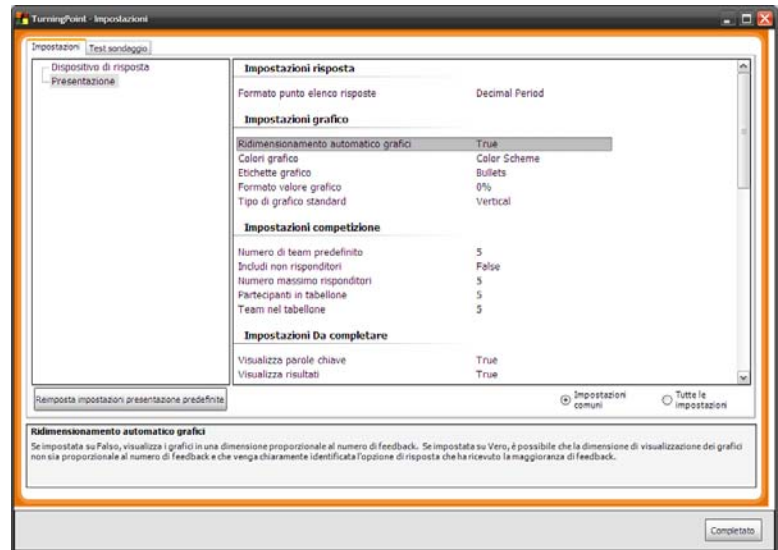 TurningPoint - Impostazioni
Impostazioni
Test sondaggio
Dispositivo di risposta
Presentazione
Impostazioni risposta
Formato punto elenco risposte Decimal Period
Impostazioni grafico
Ridimensionamento automatico grafici True
Colori grafico Color Scheme
Etichette grafico Bullets
Formato valore grafico 0%
Tipo di grafico standard Vertical
Impostazioni competizione
Numero di team predefinito 5
Includi non risponditori False
Numero massimo risponditori 5
Partecipanti in tabellone 5
Team nel tabellone 5
Impostazioni Da completare
Visualizza parole chiave True
Visualizza risultati True
Reimposta impostazioni presentazione predefinite
Impostazioni
comuni
Tutte le
impostazioni
Ridimensionamento automatico grafici
Se impostata su Falso, visualizza i grafici in una dimensione proporzionale al numero di feedback. Se impostata su Vero, è possibile che la dimensione di visualizzazione dei grafici
non sia proporzionale al numero di feedback e che venga chiaramente identificata l'opzione di risposta che ha ricevuto la maggioranza di feedback.
Completato